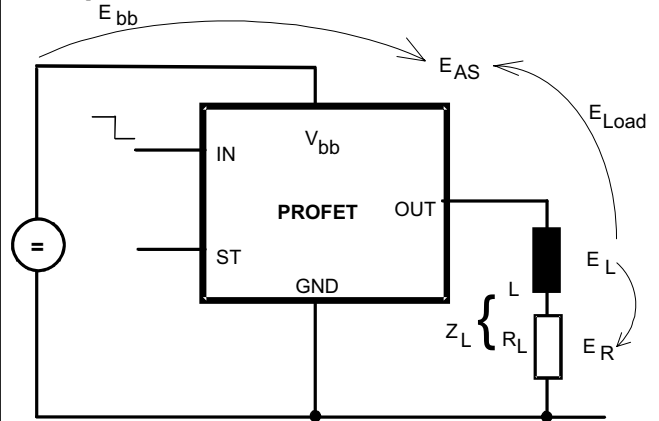 E bb
E AS
E Load
V bb
IN
PROFET
OUT
=
ST
GND
E L
L
Z L { R L
E R